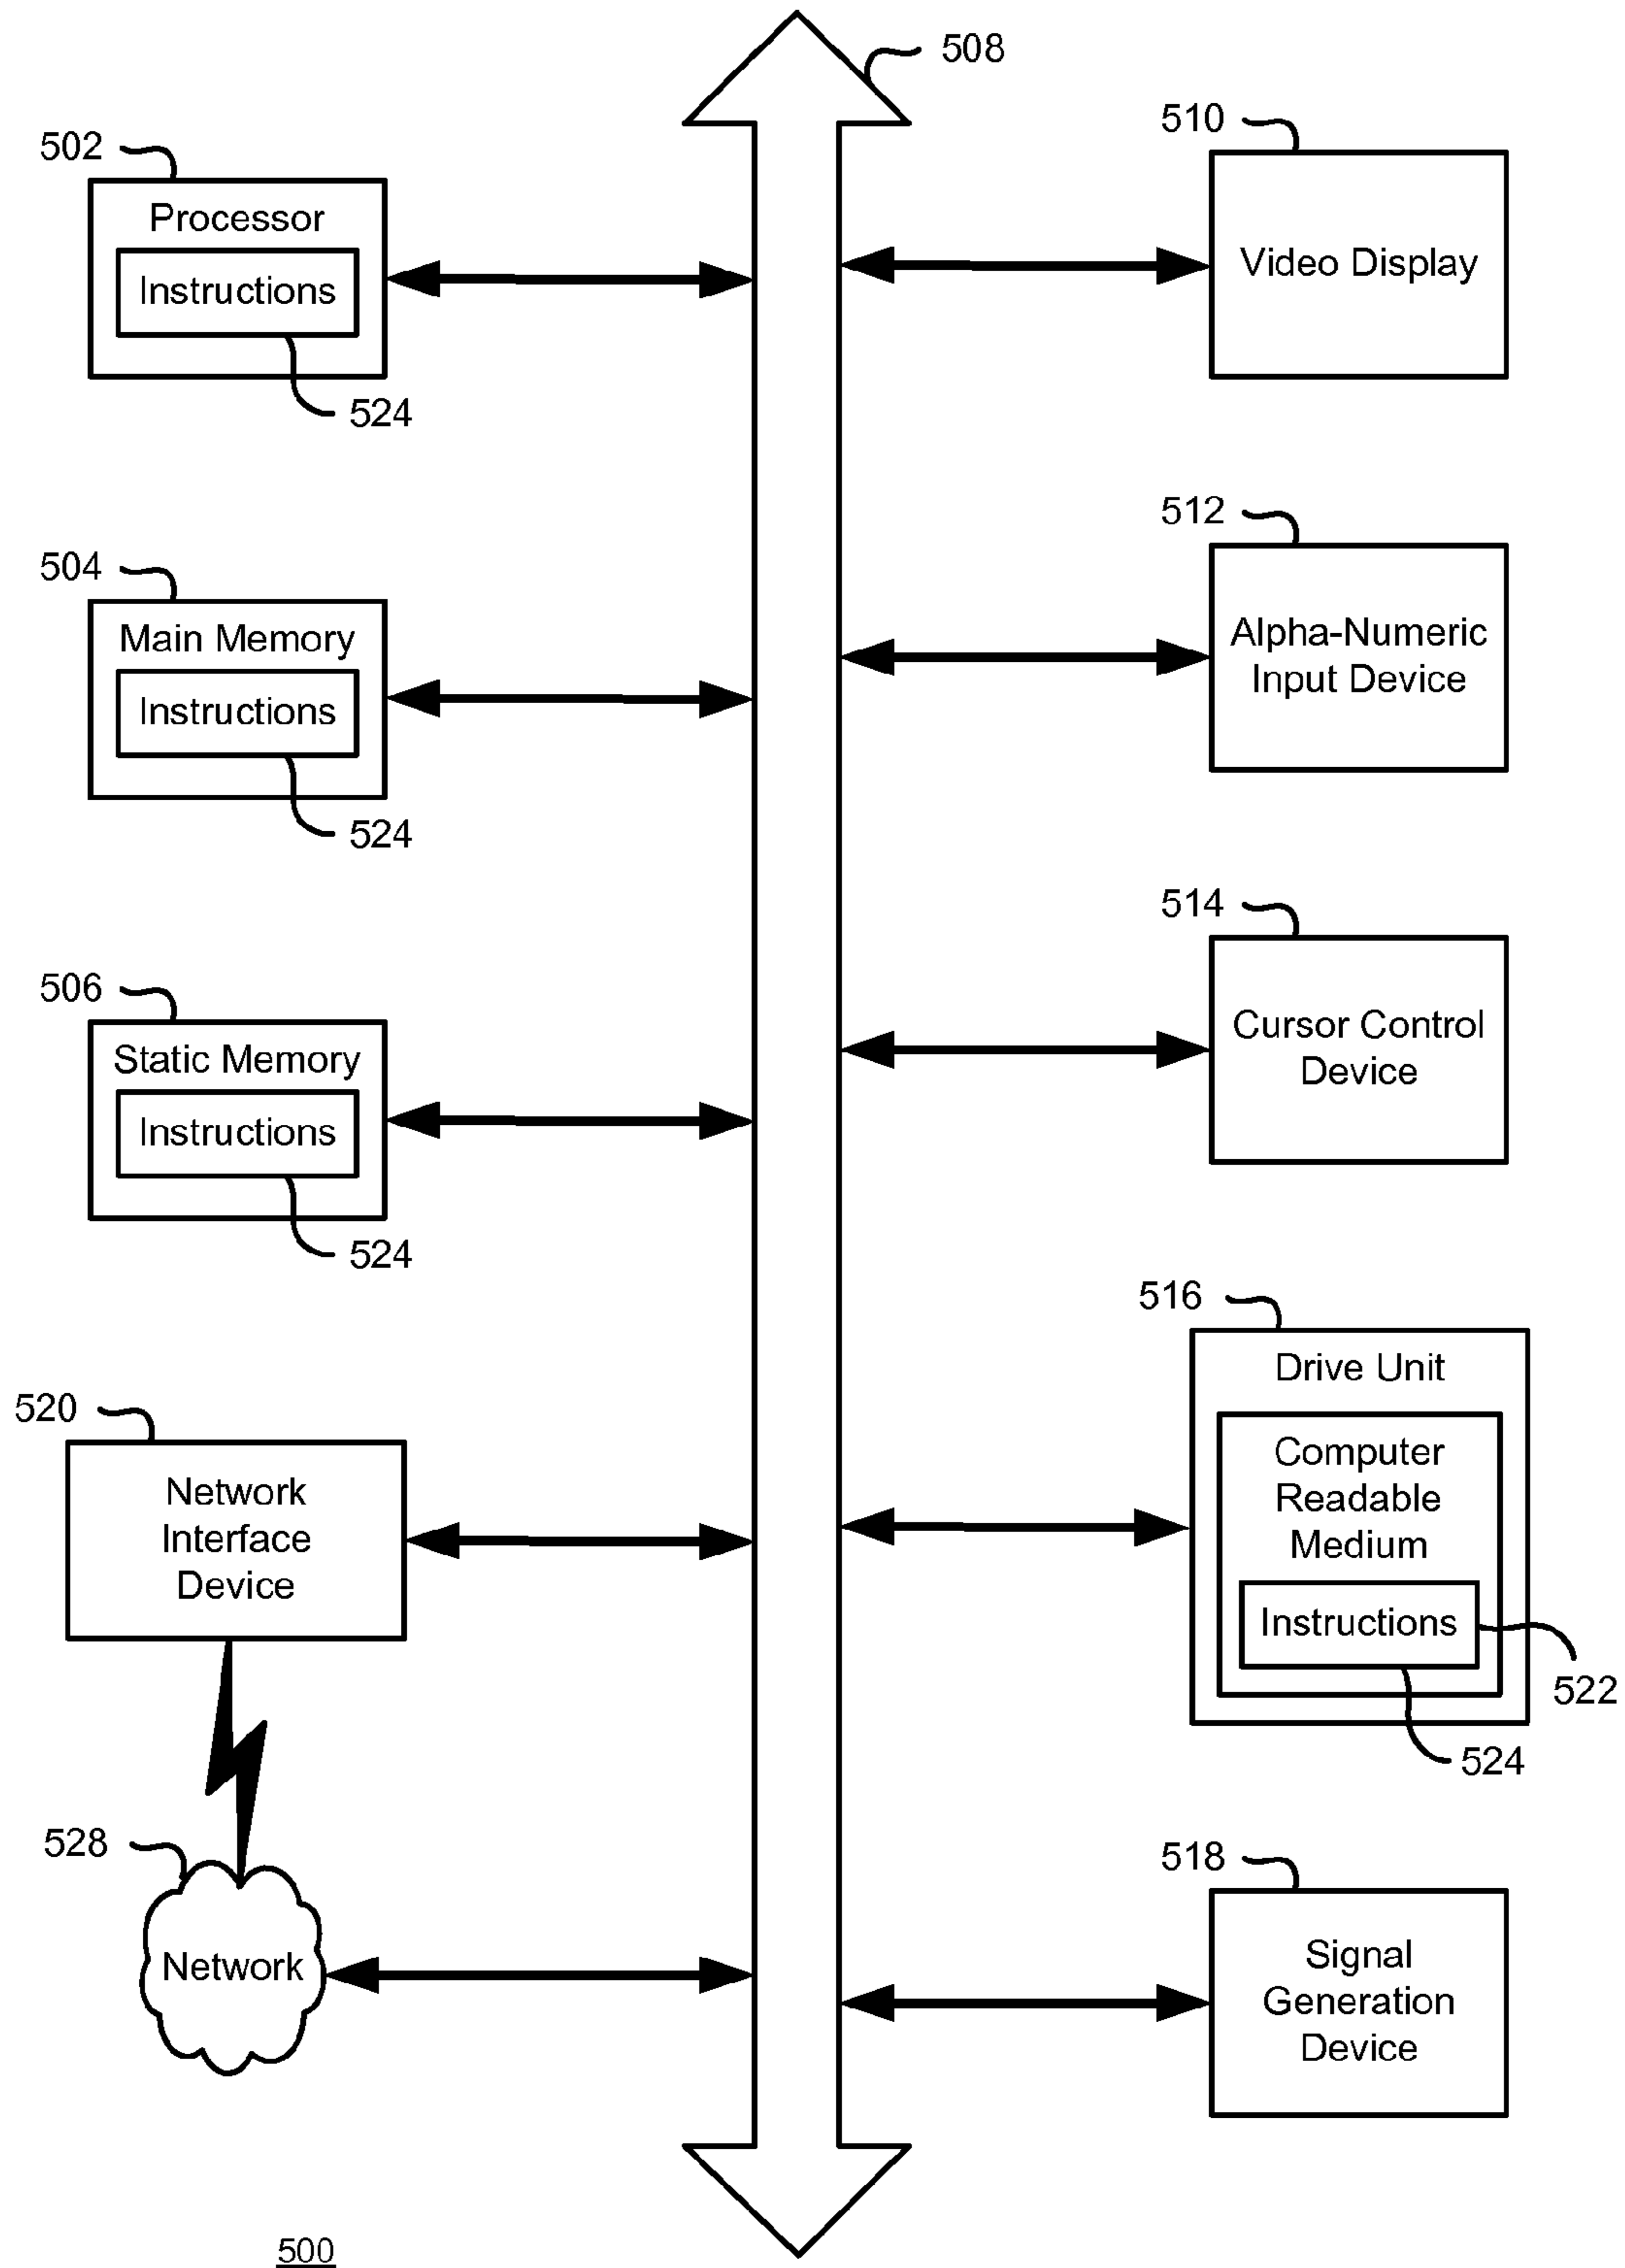 508
502
Processor
Instructions
524
504
Main Memory
Instructions
524
506
Static Memory
Instructions
524
520
Network
Interface
Device
528
Network
510
Video Display
512
Alpha-Numeric
Input Device
514
Cursor Control
Device
516
Drive Unit
Computer
Readable
Medium
Instructions
522
524
518
Signal
Generation
Device
500